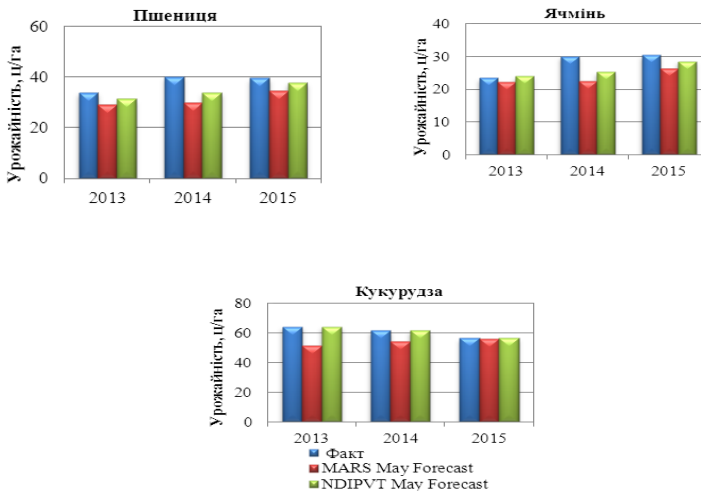 Пшениця
Урожайність, ц/га
60
40
20
0
2013 2014 2015
Ячмінь
Урожайність, ц/га
40
30
20
10
0
2013 2014 2015
Кукурудза
Урожайність, ц/га
80
60
40
20
0
2013 2014 2015
Факт
MARS May Forecast
NDIPVT May Forecast